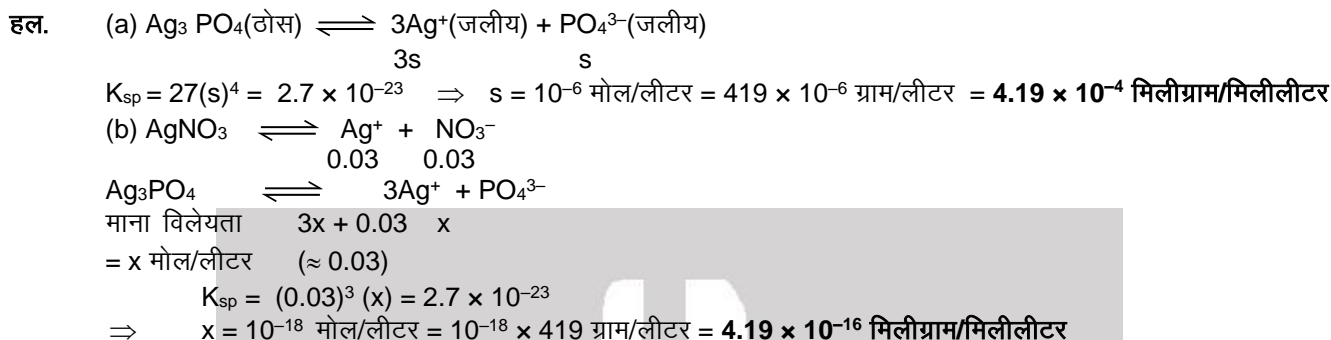 हल. (a) Ag₃ PO₄(ठोस) ⇌ 3Ag⁺(जलीय) + PO₄³⁻(जलीय)
3s s
Kₛₚ = 27(s)⁴ = 2.7 × 10⁻²³ ⇒ s = 10⁻⁶ मोल/लीटर = 419 × 10⁻⁶ ग्राम/लीटर = 4.19 × 10⁻⁴ मिलीग्राम/मिलीलीटर
(b) AgNO₃ ⇌ Ag⁺ + NO₃⁻
0.03 0.03
Ag₃PO₄ ⇌ 3Ag⁺ + PO₄³⁻
माना विलेयता 3x + 0.03 x
= x मोल/लीटर (≈ 0.03)
Kₛₚ = (0.03)³ (x) = 2.7 × 10⁻²³
⇒ x = 10⁻¹⁸ मोल/लीटर = 10⁻¹⁸ × 419 ग्राम/लीटर = 4.19 × 10⁻¹⁶ मिलीग्राम/मिलीलीटर